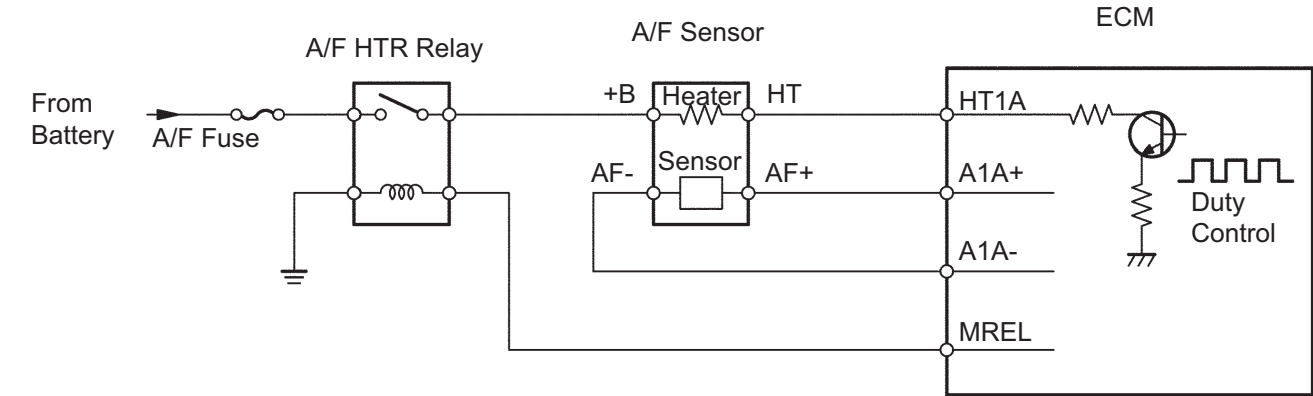 ECM
A/F Sensor
A/F HTR Relay
From
Battery
A/F Fuse
+B
Heater
HT
HT1A
AF-
Sensor
AF+
A1A+
Duty
Control
A1A-
MREL